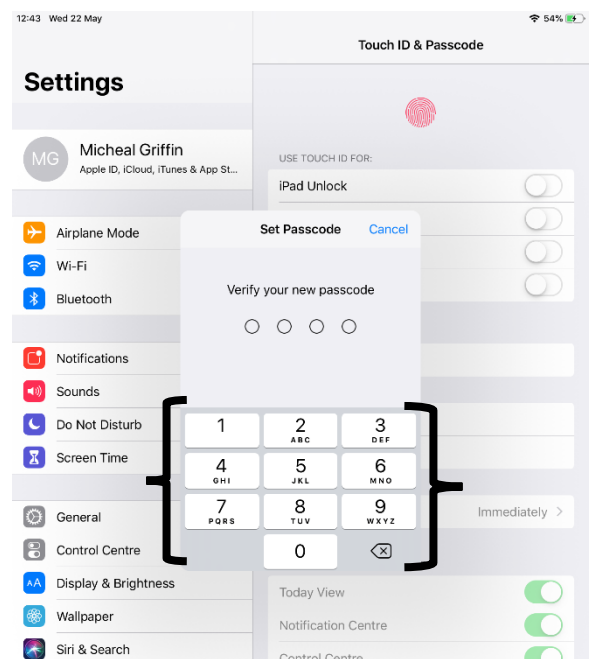 12:43 Wed 22 May
54%
Settings
Touch ID & Passcode
MG
Micheal Griffin
Apple ID, iCloud, iTunes & App St...
USE TOUCH ID FOR:
iPad Unlock
Airplane Mode
Wi-Fi
Bluetooth
Notifications
Sounds
Do Not Disturb
Screen Time
General
Control Centre
AA
Display & Brightness
Wallpaper
Siri & Search
Set Passcode
Cancel
Verify your new passcode
1
2
ABC
3
DEF
4
GHI
5
JKL
6
MNO
7
PQRS
8
TUV
9
WXYZ
0
Immediately
Today View
Notification Centre
Control Centre